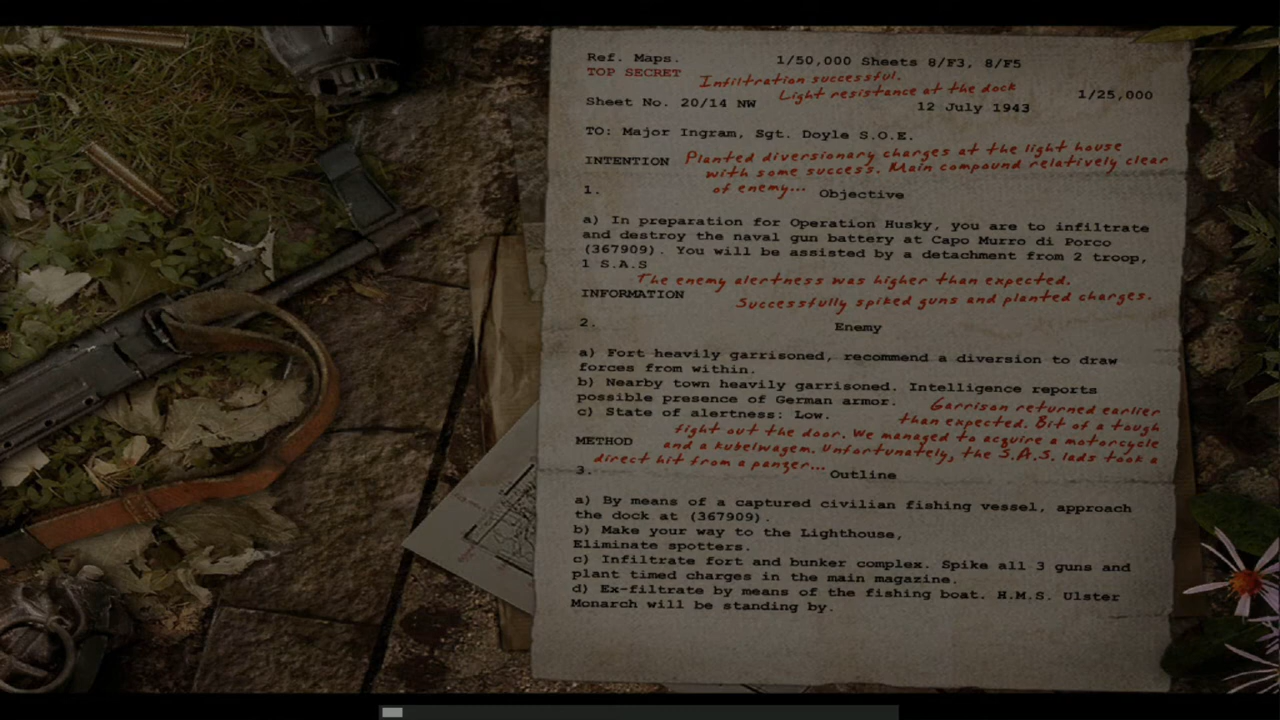 Ref. Maps. 1/50,000 Sheets 8/F3, 8/F5
TOP SECRET Infiltration successful.
Light resistance at the dock 1/25,000
Sheet No. 20/14 NW 12 July 1943
TO: Major Ingram, Sgt. Doyle S.O.E.
INTENTION Planted diversionary charges at the light house
with some success. Main compound relatively clear
of enemy...
1. Objective
a) In preparation for Operation Husky, you are to infiltrate
and destroy the naval gun battery at Capo Murro di Porco
(367909). You will be assisted by a detachment from 2 troop,
1 S.A.S
The enemy alertness was higher than expected.
INFORMATION Successfully spiked guns and planted charges.
2. Enemy
a) Fort heavily garrisoned, recommend a diversion to draw
forces from within.
b) Nearby town heavily garrisoned. Intelligence reports
possible presence of German armor.
c) State of alertness: Low.
Garrison returned earlier
than expected. Bit of a tough
fight out the door. We managed to acquire a motorcycle
METHOD and a kubelwagem. Unfortunately, the S.A.S. lads took a
direct hit from a panzer...
3. Outline
a) By means of a captured civilian fishing vessel, approach
the dock at (367909).
b) Make your way to the Lighthouse,
Eliminate spotters.
c) Infiltrate fort and bunker complex. Spike all 3 guns and
plant timed charges in the main magazine.
d) Ex-filtrate by means of the fishing boat. H.M.S. Ulster
Monarch will be standing by.